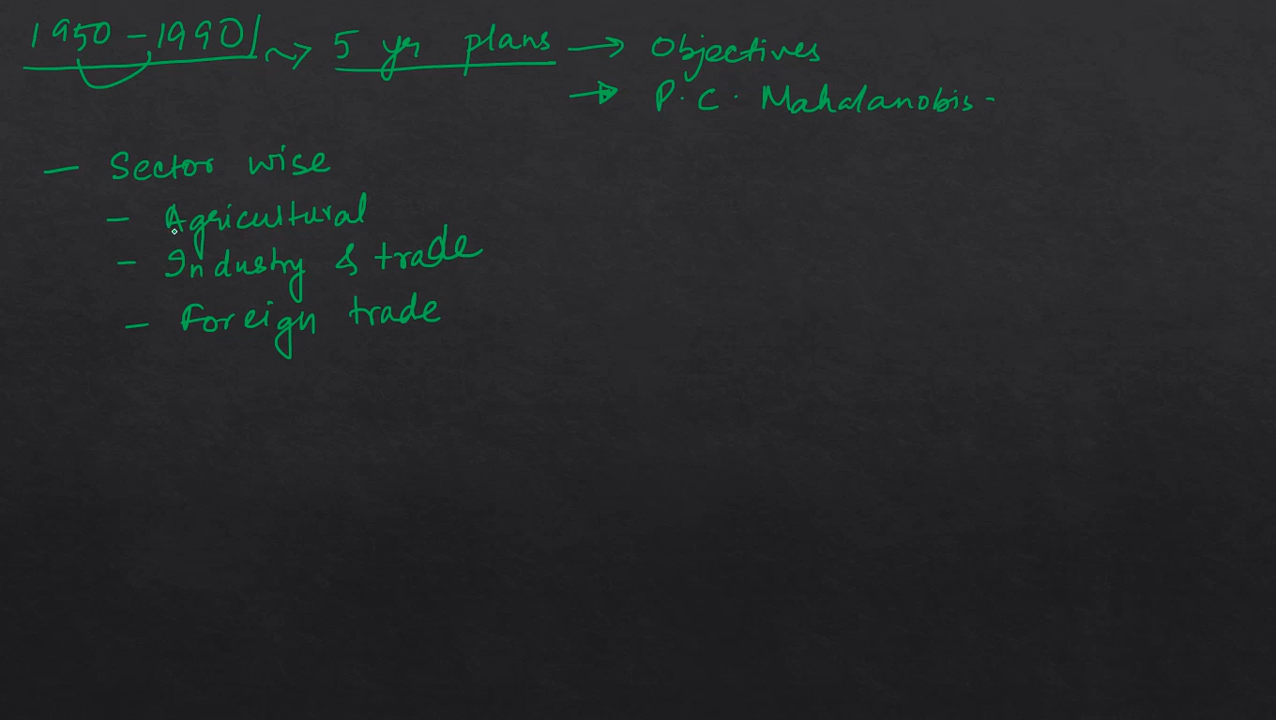 1950 - 1990 → 5 yr plans → Objectives
→ P.C. Mahalanobis -
- Sector wise
- Agricultural
- Industry & trade
- Foreign trade